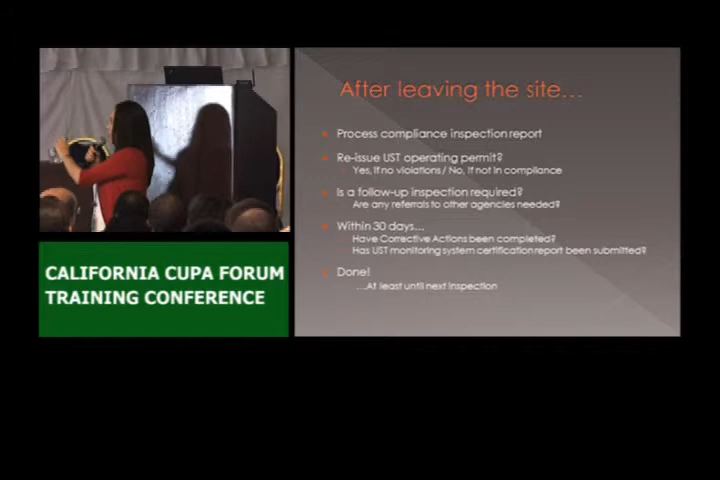 After leaving the site...
Process compliance inspection report
Re-issue UST operating permit?
Yes, if no violations / No, if not in compliance
Is a follow-up inspection required?
Are any referrals to other agencies needed?
Within 30 days...
Have Corrective Actions been completed?
Has UST monitoring system certification report been submitted?
Done!
...At least until next inspection
CALIFORNIA CUPA FORUM
TRAINING CONFERENCE